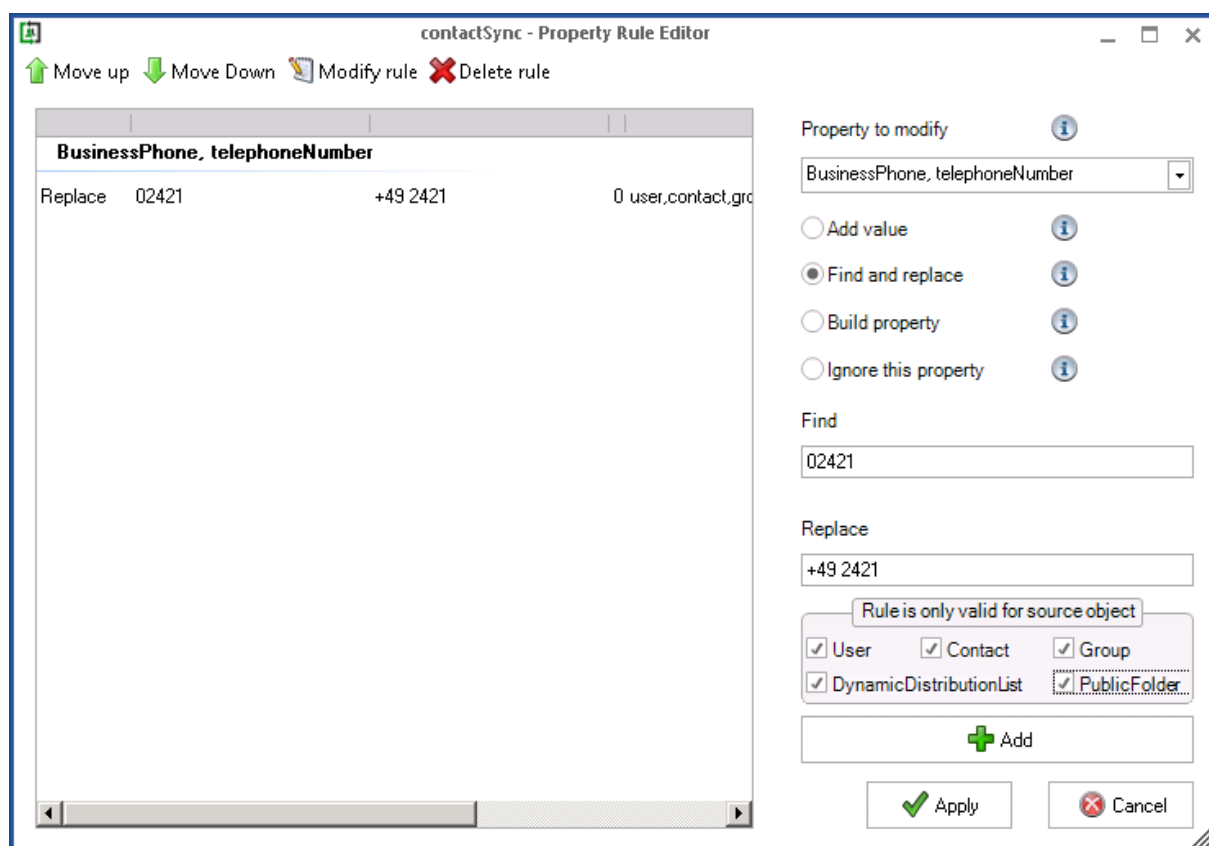 contactSync - Property Rule Editor
Move up Move Down Modify rule Delete rule
BusinessPhone, telephoneNumber
Replace 02421 +49 2421 0 user,contact,gro
Property to modify
BusinessPhone, telephoneNumber
Add value
Find and replace
Build property
Ignore this property
Find
02421
Replace
+49 2421
Rule is only valid for source object
User Contact Group
DynamicDistributionList PublicFolder
Add
Apply Cancel